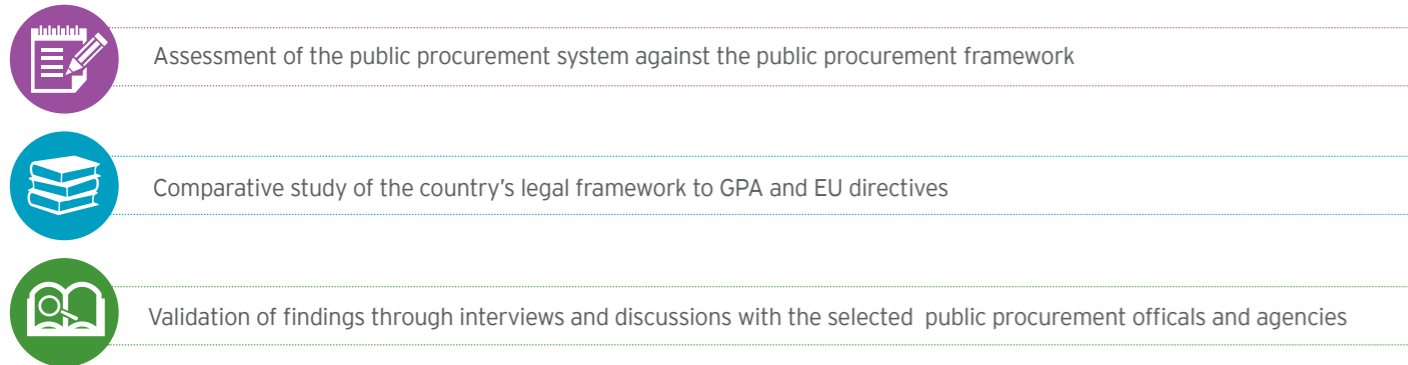 Assessment of the public procurement system against the public procurement framework
Comparative study of the country’s legal framework to GPA and EU directives
Validation of findings through interviews and discussions with the selected public procurement officals and agencies